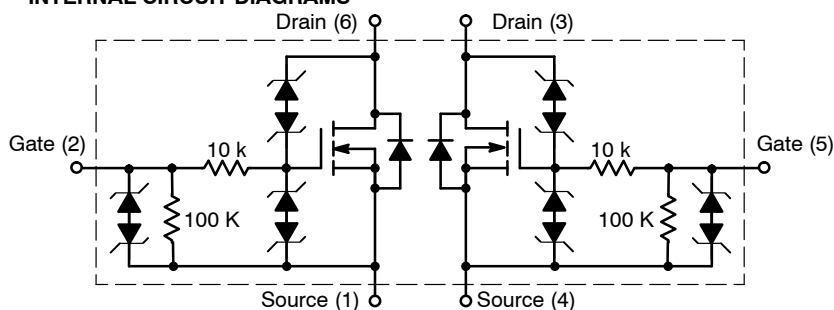 INTERNAL CIRCUIT DIAGRAMS
Drain (6) Drain (3)
Gate (2) 10 k 10 k Gate (5)
100 K 100 K
Source (1) Source (4)